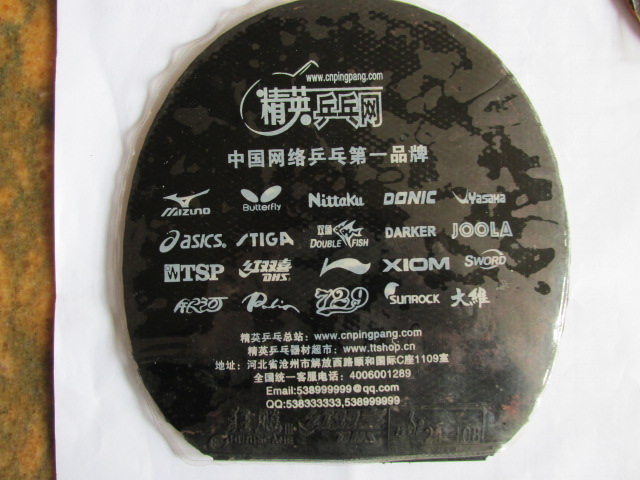 www.cnpingpang.com
精英乒乓网
中国网络乒乓第一品牌
MIZUNO Butterfly Nittaku DONIC Yasaka
asics. STIGA 双鱼 DOUBLE FISH DARKER JOOLA
TSP 红双喜 DHS XIOM SWORD
729 SUNROCK 大維
精英乒乓总站：www.cnpingpang.com
精英乒乓器材超市：www.ttshop.cn
地址：河北省沧州市解放西路颐和国际C座1109室
全国统一客服电话：4006001289
Email:538999999@qq.com
QQ:538333333,538999999